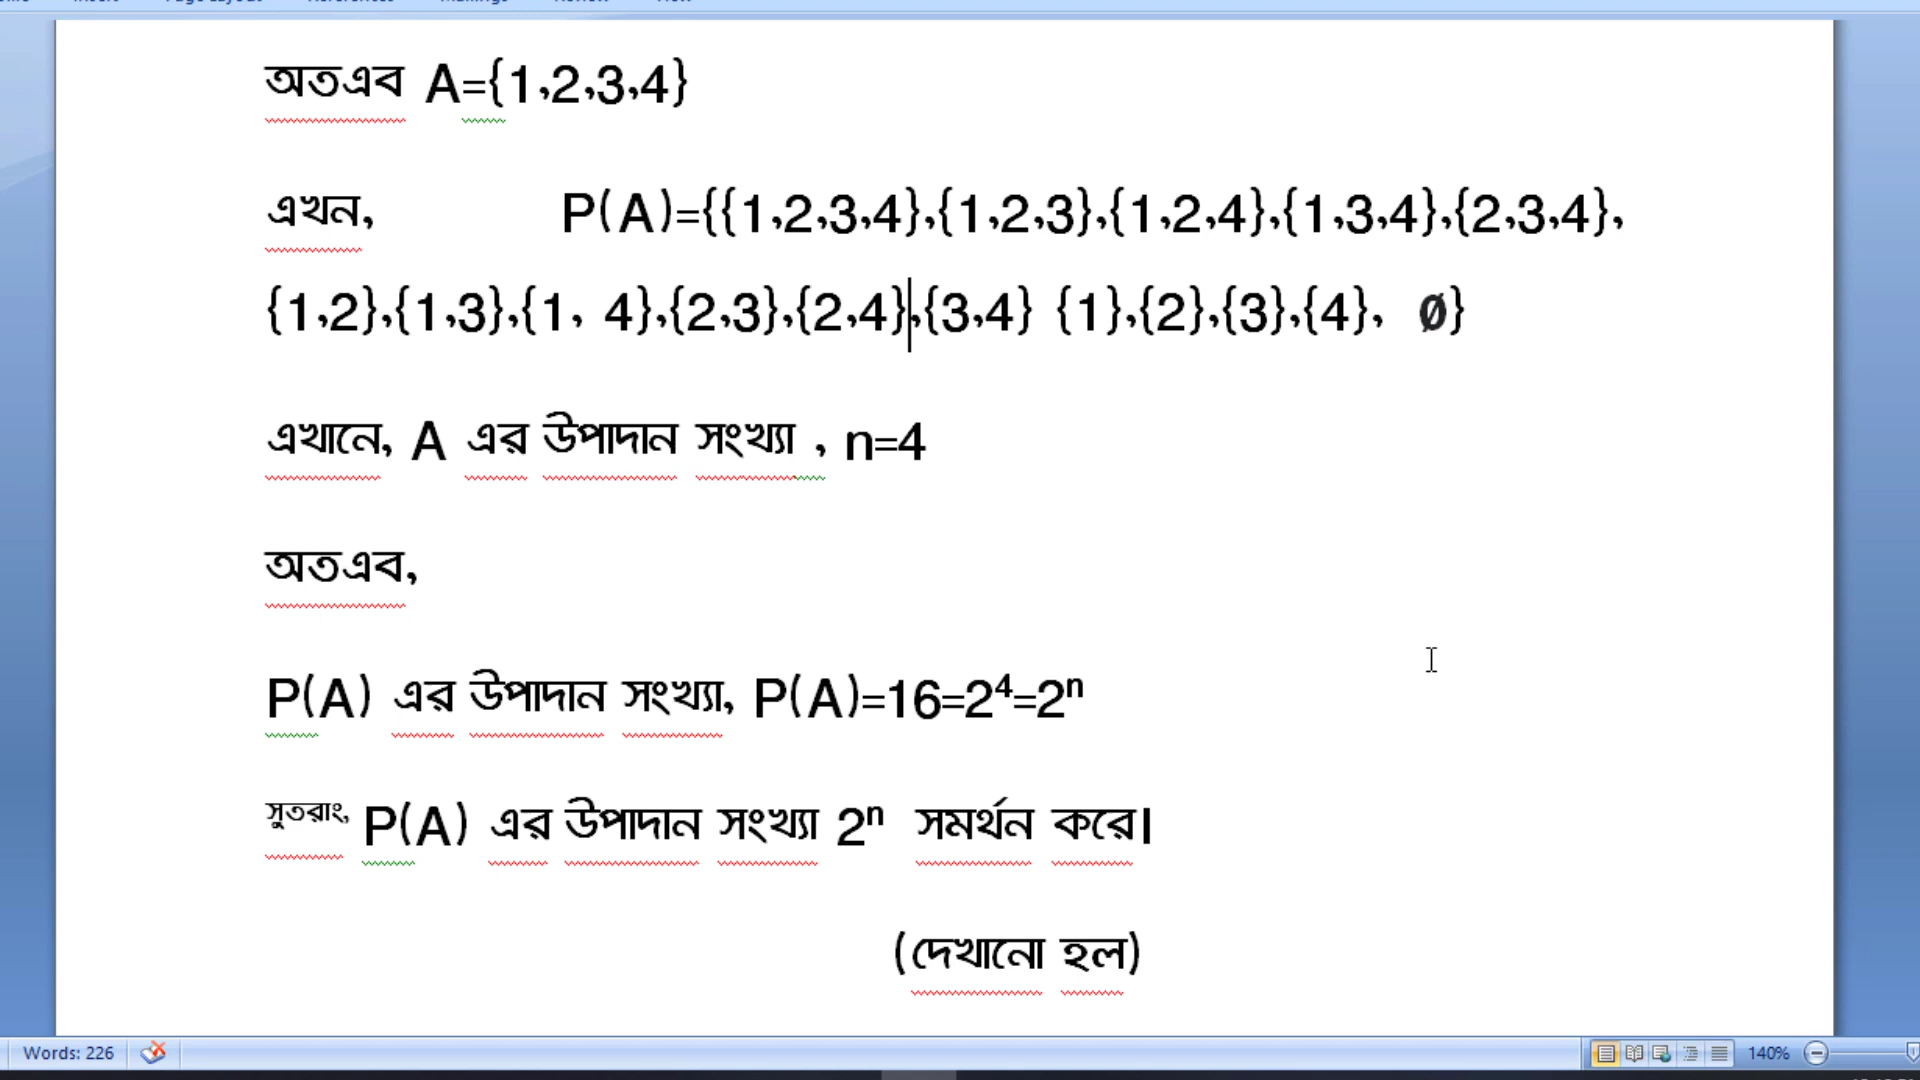 অতএব A={1,2,3,4}
এখন, P(A)={{1,2,3,4},{1,2,3},{1,2,4},{1,3,4},{2,3,4},
{1,2},{1,3},{1, 4},{2,3},{2,4},{3,4} {1},{2},{3},{4}, Ø}
এখানে, A এর উপাদান সংখ্যা , n=4
অতএব,
P(A) এর উপাদান সংখ্যা, P(A)=16=2⁴=2ⁿ
সুতরাং, P(A) এর উপাদান সংখ্যা 2ⁿ সমর্থন করে।
(দেখানো হল)
Words: 226 140%